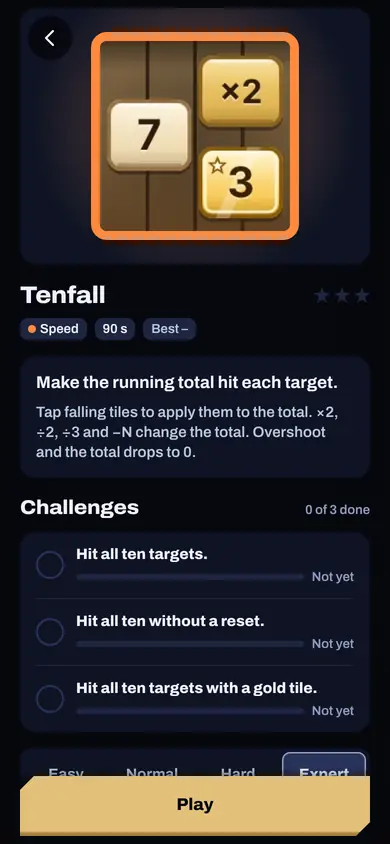 ×2
7
3
Tenfall
Speed
90 s
Best –
Make the running total hit each target.
Tap falling tiles to apply them to the total. ×2,
÷2, ÷3 and −N change the total. Overshoot
and the total drops to 0.
Challenges
0 of 3 done
Hit all ten targets.
Not yet
Hit all ten without a reset.
Not yet
Hit all ten targets with a gold tile.
Not yet
Easy
Normal
Hard
Expert
Play